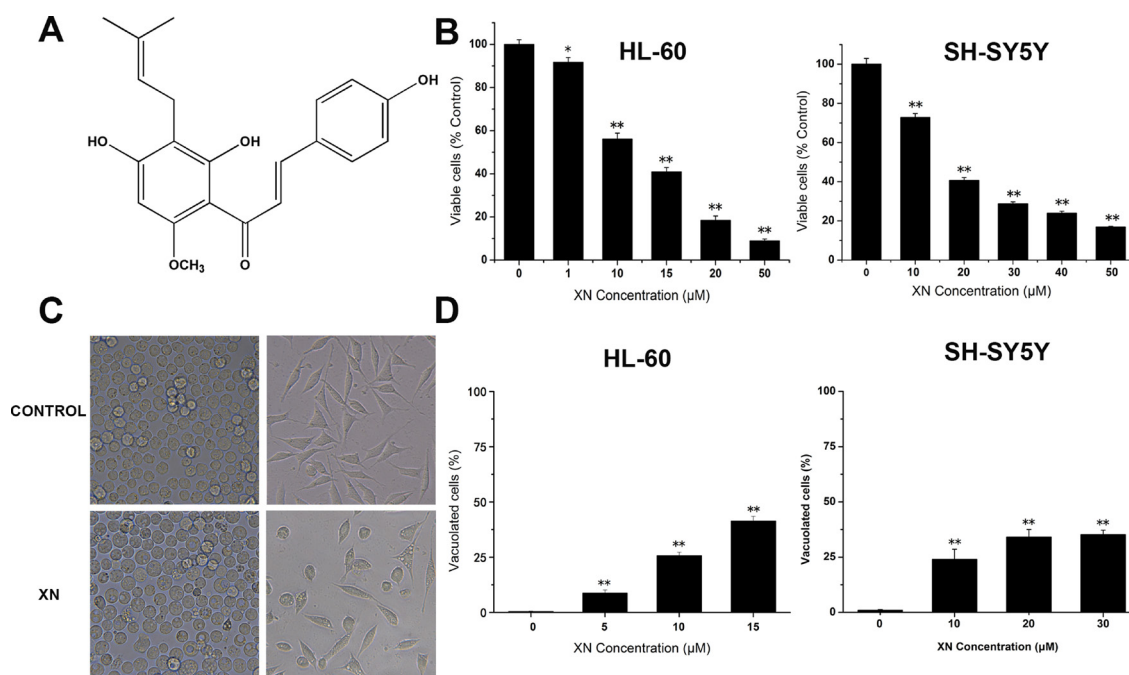 A
HO
OH
OH
OCH3
O
B
HL-60
Viable cells (% Control)
100
80
60
40
20
0
*
**
**
**
**
0 1 10 15 20 50
XN Concentration (µM)
SH-SY5Y
Viable cells (% Control)
100
80
60
40
20
0
**
**
**
**
**
0 10 20 30 40 50
XN Concentration (µM)
C
CONTROL
XN
D
HL-60
Vacuolated cells (%)
100
75
50
25
0
**
**
**
0 5 10 15
XN Concentration (µM)
SH-SY5Y
Vacuolated cells (%)
100
75
50
25
0
**
**
**
0 10 20 30
XN Concentration (µM)